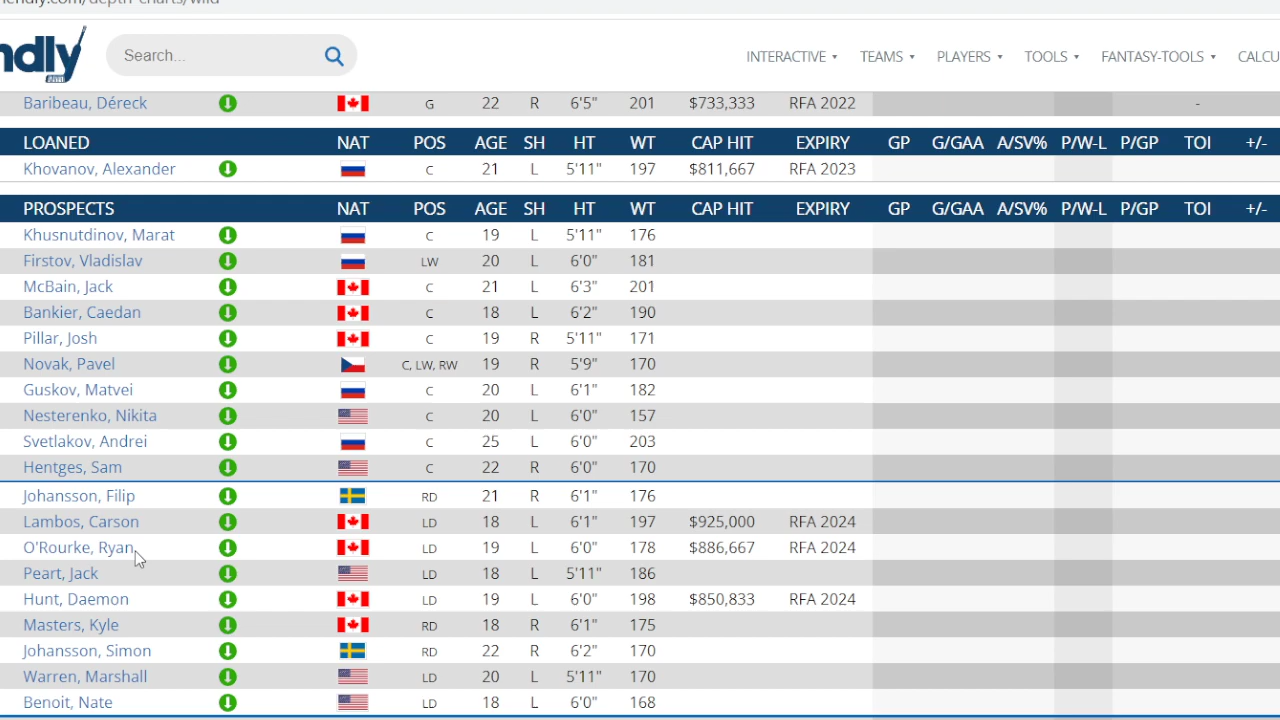 endly.com/depth-charts/wild
ndly
Search...
INTERACTIVE TEAMS PLAYERS TOOLS FANTASY-TOOLS CALCU
Baribeau, Déreck G 22 R 6'5" 201 $733,333 RFA 2022 -
LOANED NAT POS AGE SH HT WT CAP HIT EXPIRY GP G/GAA A/SV% P/W-L P/GP TOI +/-
Khovanov, Alexander C 21 L 5'11" 197 $811,667 RFA 2023
PROSPECTS NAT POS AGE SH HT WT CAP HIT EXPIRY GP G/GAA A/SV% P/W-L P/GP TOI +/-
Khusnutdinov, Marat C 19 L 5'11" 176
Firstov, Vladislav LW 20 L 6'0" 181
McBain, Jack C 21 L 6'3" 201
Bankier, Caedan C 18 L 6'2" 190
Pillar, Josh C 19 R 5'11" 171
Novak, Pavel C, LW, RW 19 R 5'9" 170
Guskov, Matvei C 20 L 6'1" 182
Nesterenko, Nikita C 20 L 6'0" 157
Svetlakov, Andrei C 25 L 6'0" 203
Hentges, Sam C 22 R 6'0" 170
Johansson, Filip RD 21 R 6'1" 176
Lambos, Carson LD 18 L 6'1" 197 $925,000 RFA 2024
O'Rourke, Ryan LD 19 L 6'0" 178 $886,667 RFA 2024
Peart, Jack LD 18 L 5'11" 186
Hunt, Daemon LD 19 L 6'0" 198 $850,833 RFA 2024
Masters, Kyle RD 18 R 6'1" 175
Johansson, Simon RD 22 R 6'2" 170
Warren, Marshall LD 20 L 5'11" 170
Benoit, Nate LD 18 L 6'0" 168